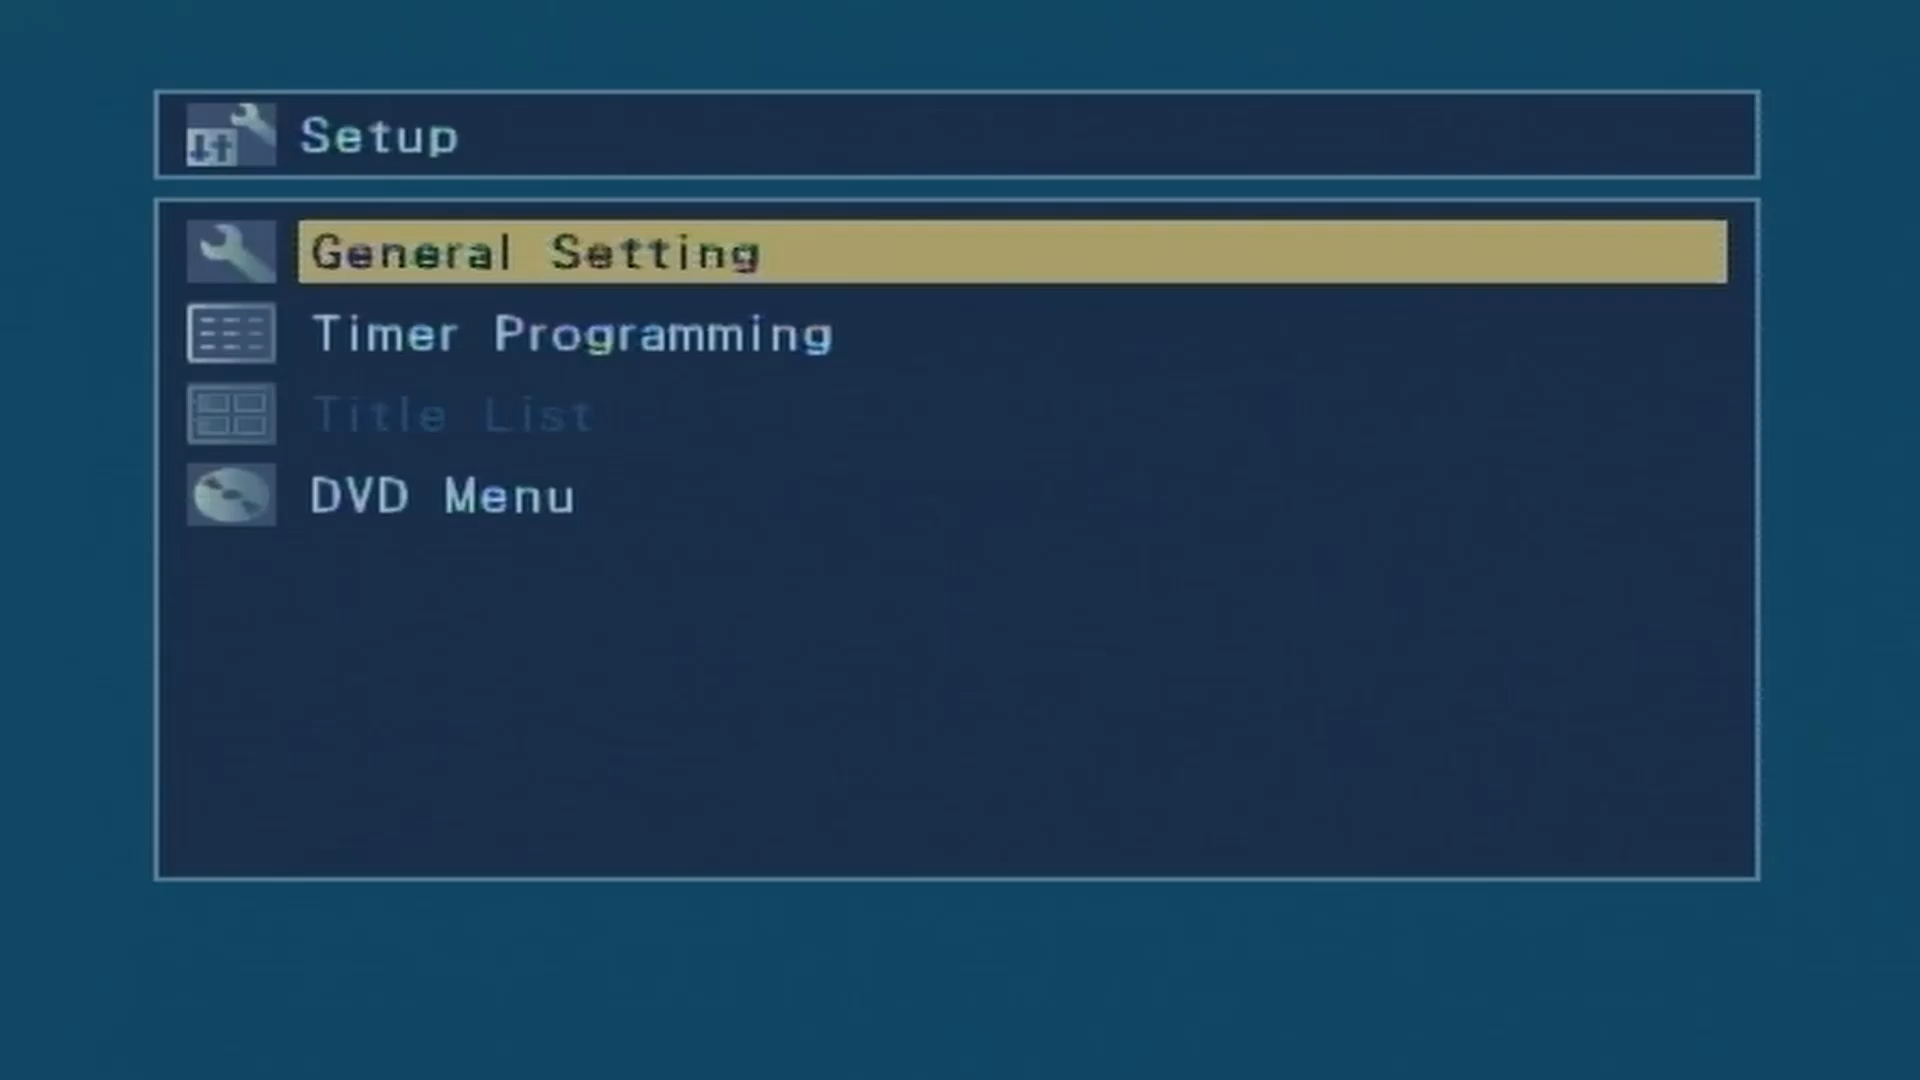 Setup
General Setting
Timer Programming
Title List
DVD Menu